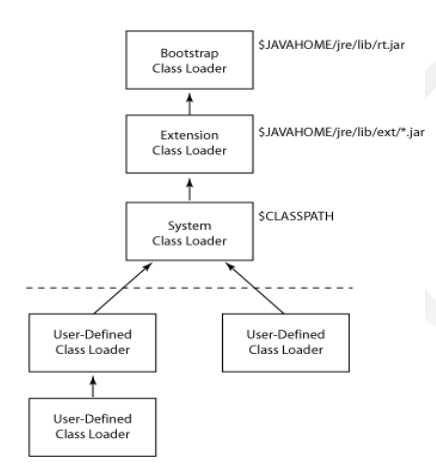 Bootstrap
Class Loader
$JAVAHOME/jre/lib/rt.jar
Extension
Class Loader
$JAVAHOME/jre/lib/ext/*.jar
System
Class Loader
$CLASSPATH
User-Defined
Class Loader
User-Defined
Class Loader
User-Defined
Class Loader